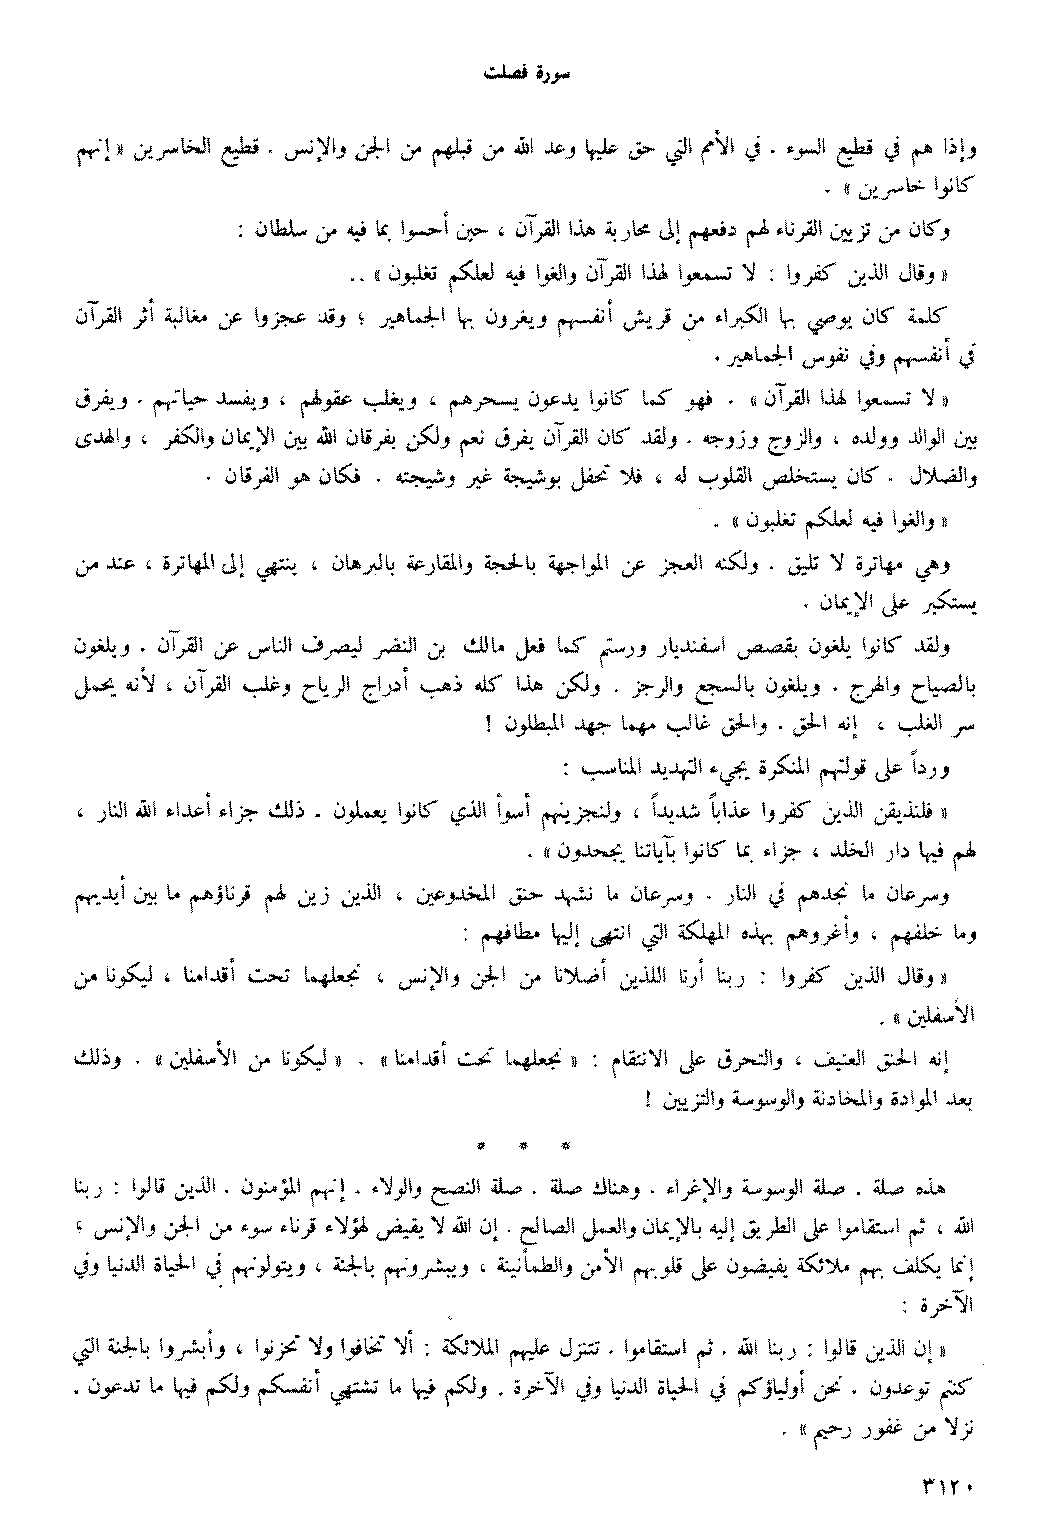 سورة فصلت
وإذا هم في قطيع السوء . في الأمم التي حق عليها وعد الله من قبلهم من الجن والإنس . قطيع الخاسرين « إنهم
كانوا خاسرين » .
وكان من تزيين القرناء لهم دفعهم إلى محاربة هذا القرآن ، حين أحسوا بما فيه من سلطان :
« وقال الذين كفروا : لا تسمعوا لهذا القرآن والغوا فيه لعلكم تغلبون » ..
كلمة كان يوصي بها الكبراء من قريش أنفسهم ويغرون بها الجماهير ؛ وقد عجزوا عن مغالبة أثر القرآن
في أنفسهم وفي نفوس الجماهير .
« لا تسمعوا لهذا القرآن » . فهو كما كانوا يدعون يسحرهم ، ويغلب عقولهم ، ويفسد حياتهم . ويفرق
بين الوالد وولده ، والزوج وزوجه . ولقد كان القرآن يفرق نعم ولكن بفرقان الله بين الإيمان والكفر ، والهدى
والضلال . كان يستخلص القلوب له ، فلا تحفل بوشيجة غير وشيجته . فكان هو الفرقان .
« والغوا فيه لعلكم تغلبون » .
وهي مهاترة لا تليق . ولكنه العجز عن المواجهة بالحجة والمقارعة بالبرهان ، ينتهي إلى المهاترة ، عند من
يستكبر على الإيمان .
ولقد كانوا يلغون بقصص اسفنديار ورستم كما فعل مالك بن النضر ليصرف الناس عن القرآن . ويلغون
بالصياح والهرج . ويلغون بالسجع والرجز . ولكن هذا كله ذهب أدراج الرياح وغلب القرآن ، لأنه يحمل
سر الغلب ، إنه الحق . والحق غالب مهما جهد المبطلون !
ورداً على قولتهم المنكرة يجيء التهديد المناسب :
« فلنذيقن الذين كفروا عذاباً شديداً ، ولنجزينهم أسوأ الذي كانوا يعملون . ذلك جزاء أعداء الله النار ،
لهم فيها دار الخلد ، جزاء بما كانوا بآياتنا يجحدون » .
وسرعان ما نجدهم في النار . وسرعان ما نشهد حنق المخدوعين ، الذين زين لهم قرناؤهم ما بين أيديهم
وما خلفهم ، وأغروهم بهذه المهلكة التي انتهى إليها مطافهم :
« وقال الذين كفروا : ربنا أرنا اللذين أضلانا من الجن والإنس ، نجعلهما تحت أقدامنا ، ليكونا من
الأسفلين » .
إنه الحنق العنيف ، والتحرق على الانتقام : « نجعلهما تحت أقدامنا » . « ليكونا من الأسفلين » . وذلك
بعد الموادة والمخادنة والوسوسة والتزيين !
* * *
هذه صلة . صلة الوسوسة والإغراء . وهناك صلة . صلة النصح والولاء . إنهم المؤمنون . الذين قالوا : ربنا
الله ، ثم استقاموا على الطريق إليه بالإيمان والعمل الصالح . إن الله لا يقيض لهؤلاء قرناء سوء من الجن والإنس ؛
إنما يكلف بهم ملائكة يفيضون على قلوبهم الأمن والطمأنينة ، ويبشرونهم بالجنة ، ويتولونهم في الحياة الدنيا وفي
الآخرة :
« إن الذين قالوا : ربنا الله . ثم استقاموا . تتنزل عليهم الملائكة : ألا تخافوا ولا تحزنوا ، وأبشروا بالجنة التي
كنتم توعدون . نحن أولياؤكم في الحياة الدنيا وفي الآخرة . ولكم فيها ما تشتهي أنفسكم ولكم فيها ما تدعون .
نزلا من غفور رحيم » .
٣١٢٠